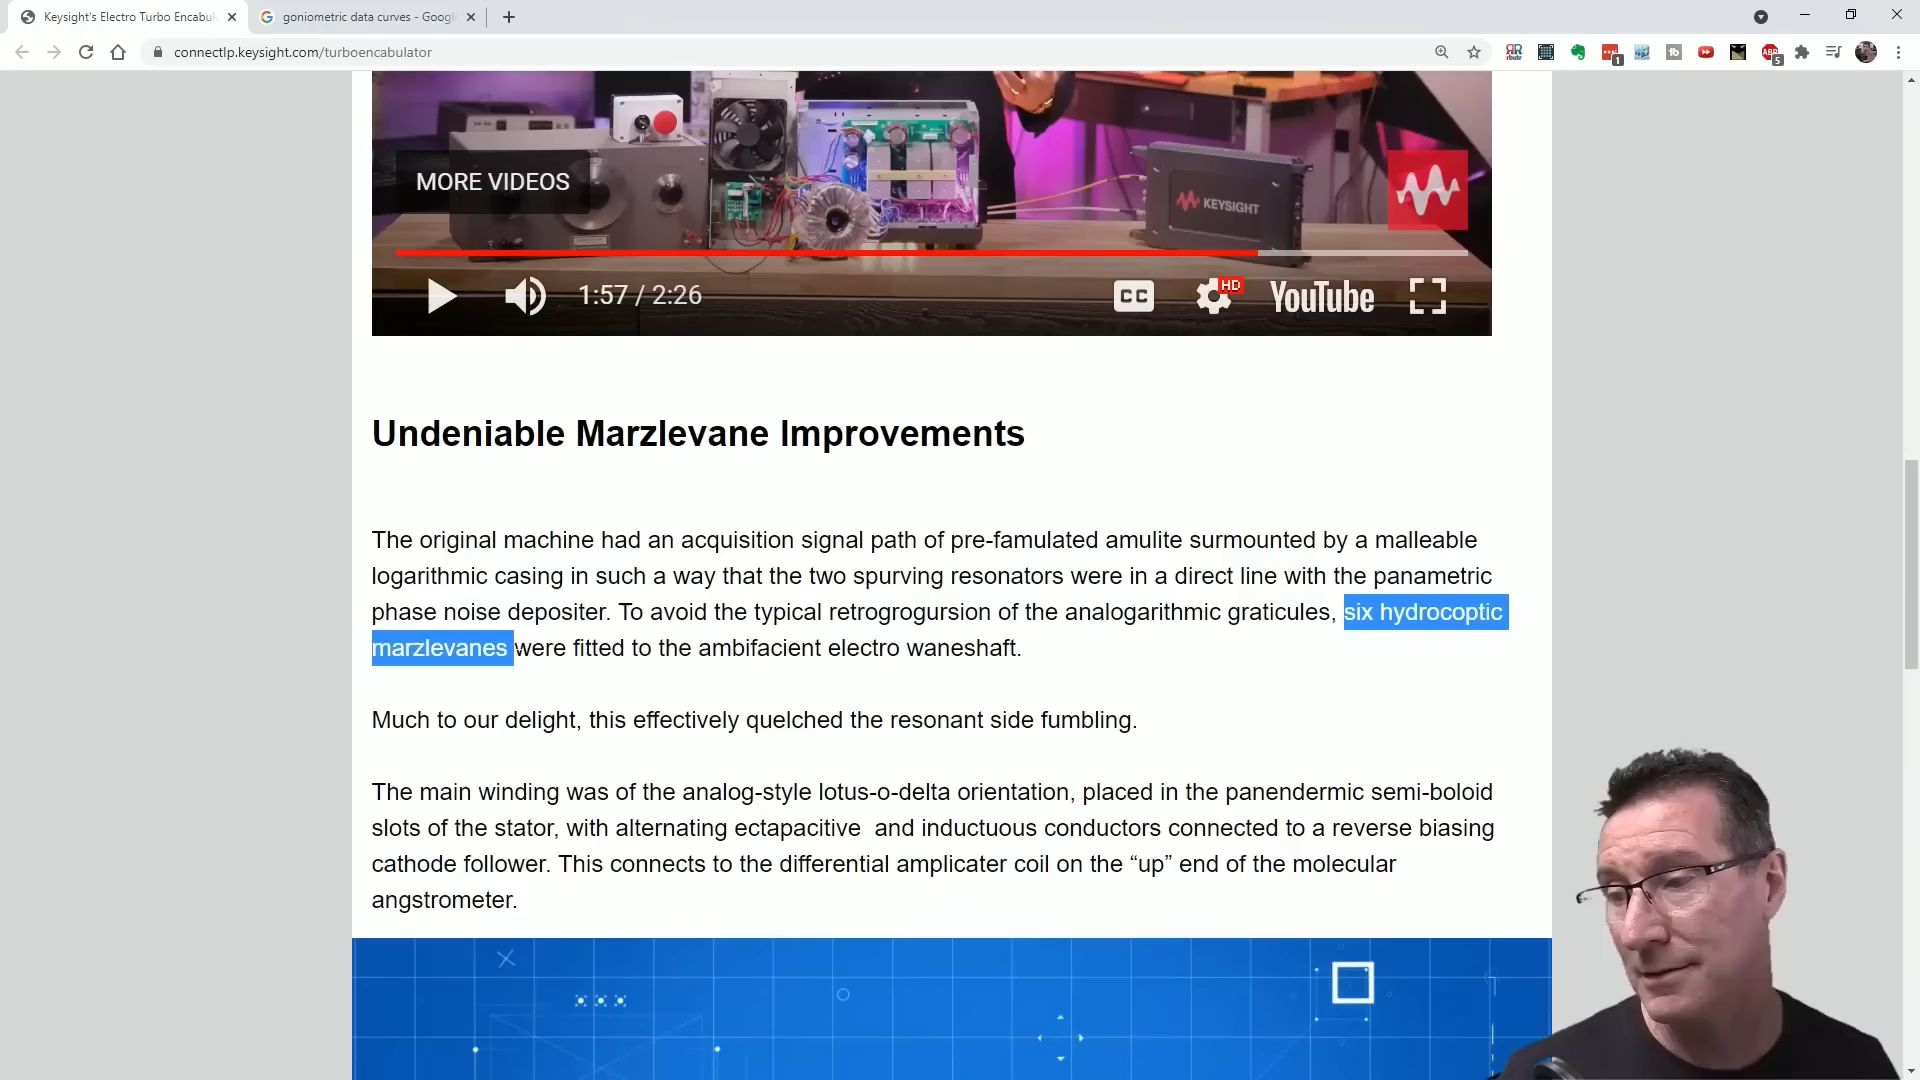 Keysight's Electro Turbo Encabul
goniometric data curves - Googl
connectlp.keysight.com/turboencabulator
MORE VIDEOS
KEYSIGHT
1:57 / 2:26
CC
HD
YouTube
Undeniable Marzlevane Improvements
The original machine had an acquisition signal path of pre-famulated amulite surmounted by a malleable
logarithmic casing in such a way that the two spurving resonators were in a direct line with the panametric
phase noise depositer. To avoid the typical retrogrogursion of the analogarithmic graticules, six hydrocoptic
marzlevanes were fitted to the ambifacient electro waneshaft.
Much to our delight, this effectively quelched the resonant side fumbling.
The main winding was of the analog-style lotus-o-delta orientation, placed in the panendermic semi-boloid
slots of the stator, with alternating ectapacitive  and inductuous conductors connected to a reverse biasing
cathode follower. This connects to the differential amplicater coil on the “up” end of the molecular
angstrometer.